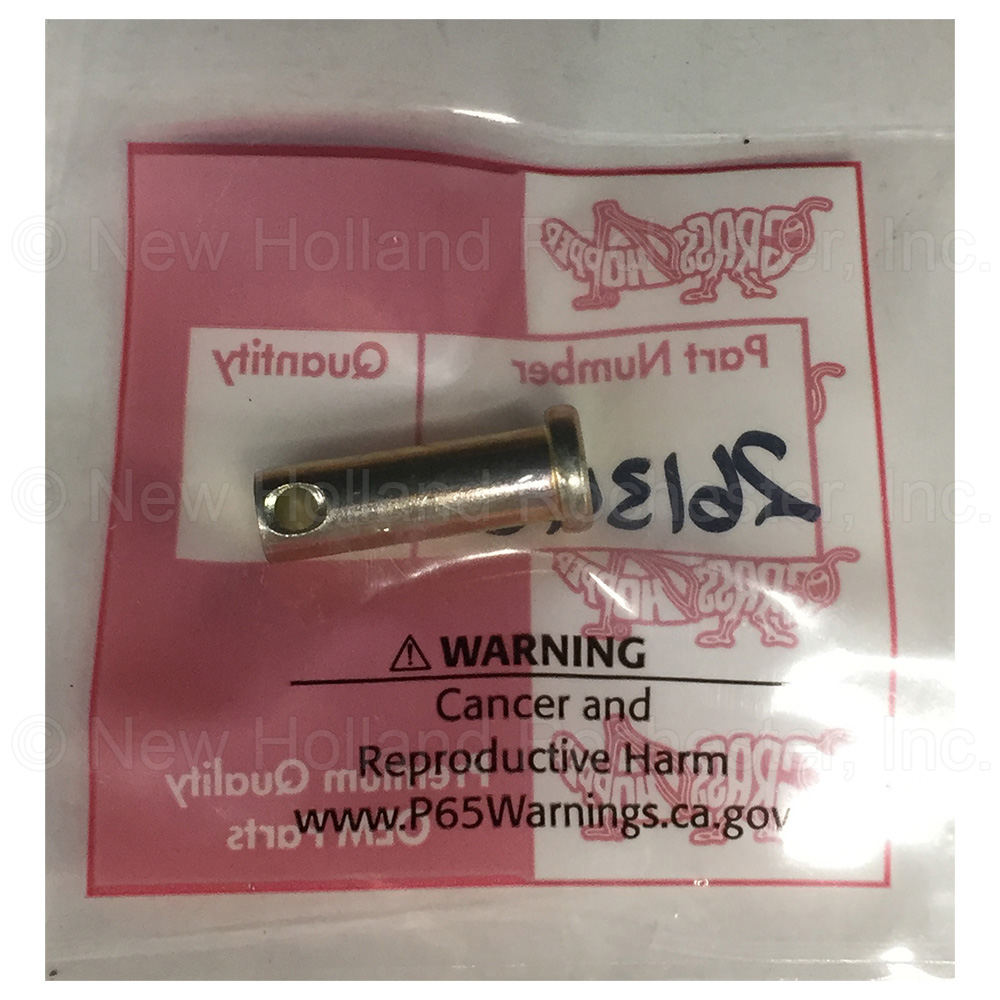 GRASSHOPPER
© New Holland Rochester, Inc.
Part Number
Quantity
© New Holland Rochester, Inc.
GRASSHOPPER
⚠ WARNING
Cancer and
Reproductive Harm
www.P65Warnings.ca.gov
© New Holland Rochester, Inc.
GRASSHOPPER
Premium Quality
OEM Parts